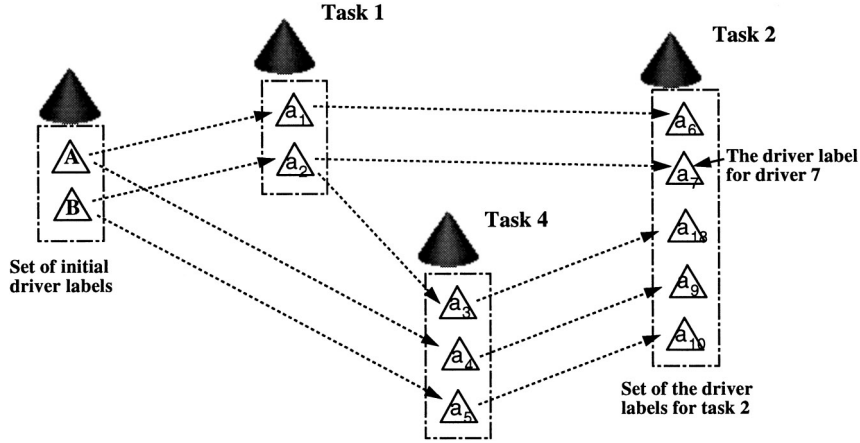 Task 1
Task 2
a1
a6
A
a2
a7
The driver label
for driver 7
B
Task 4
a18
Set of initial
driver labels
a3
a9
a4
a10
Set of the driver
labels for task 2
a5